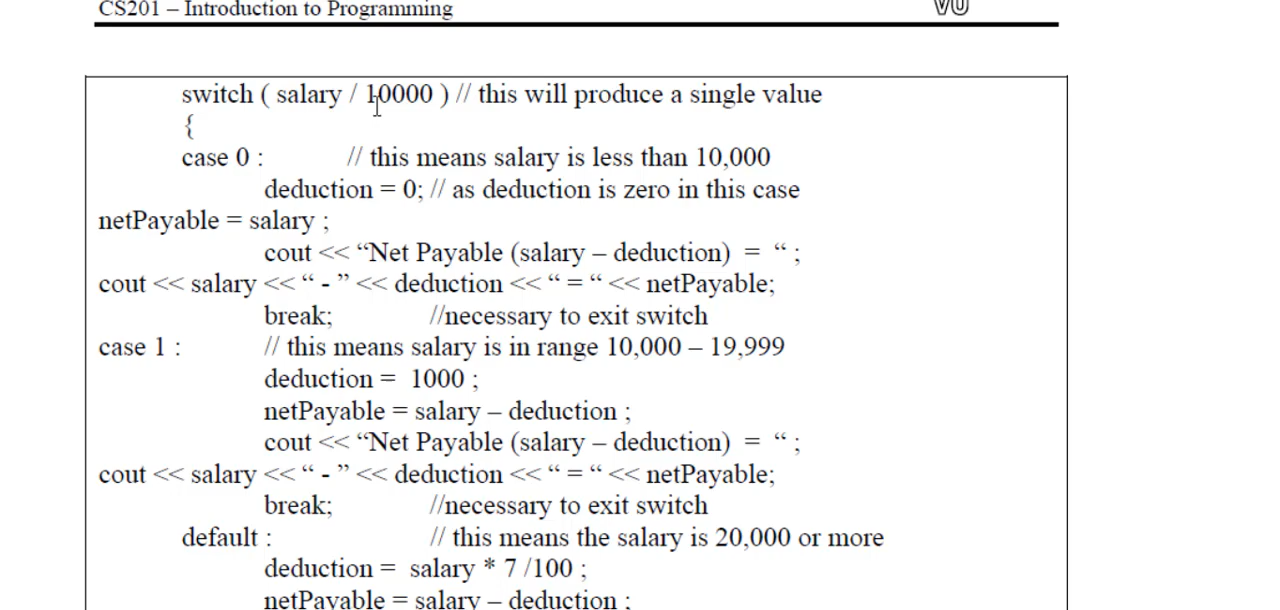 CS201 – Introduction to Programming VU
switch ( salary / 10000 ) // this will produce a single value
{
case 0 : // this means salary is less than 10,000
deduction = 0; // as deduction is zero in this case
netPayable = salary ;
cout << “Net Payable (salary – deduction) = “ ;
cout << salary << “ - ” << deduction << “ = “ << netPayable;
break; //necessary to exit switch
case 1 : // this means salary is in range 10,000 – 19,999
deduction = 1000 ;
netPayable = salary – deduction ;
cout << “Net Payable (salary – deduction) = “ ;
cout << salary << “ - ” << deduction << “ = “ << netPayable;
break; //necessary to exit switch
default : // this means the salary is 20,000 or more
deduction = salary * 7 /100 ;
netPayable = salary – deduction ;